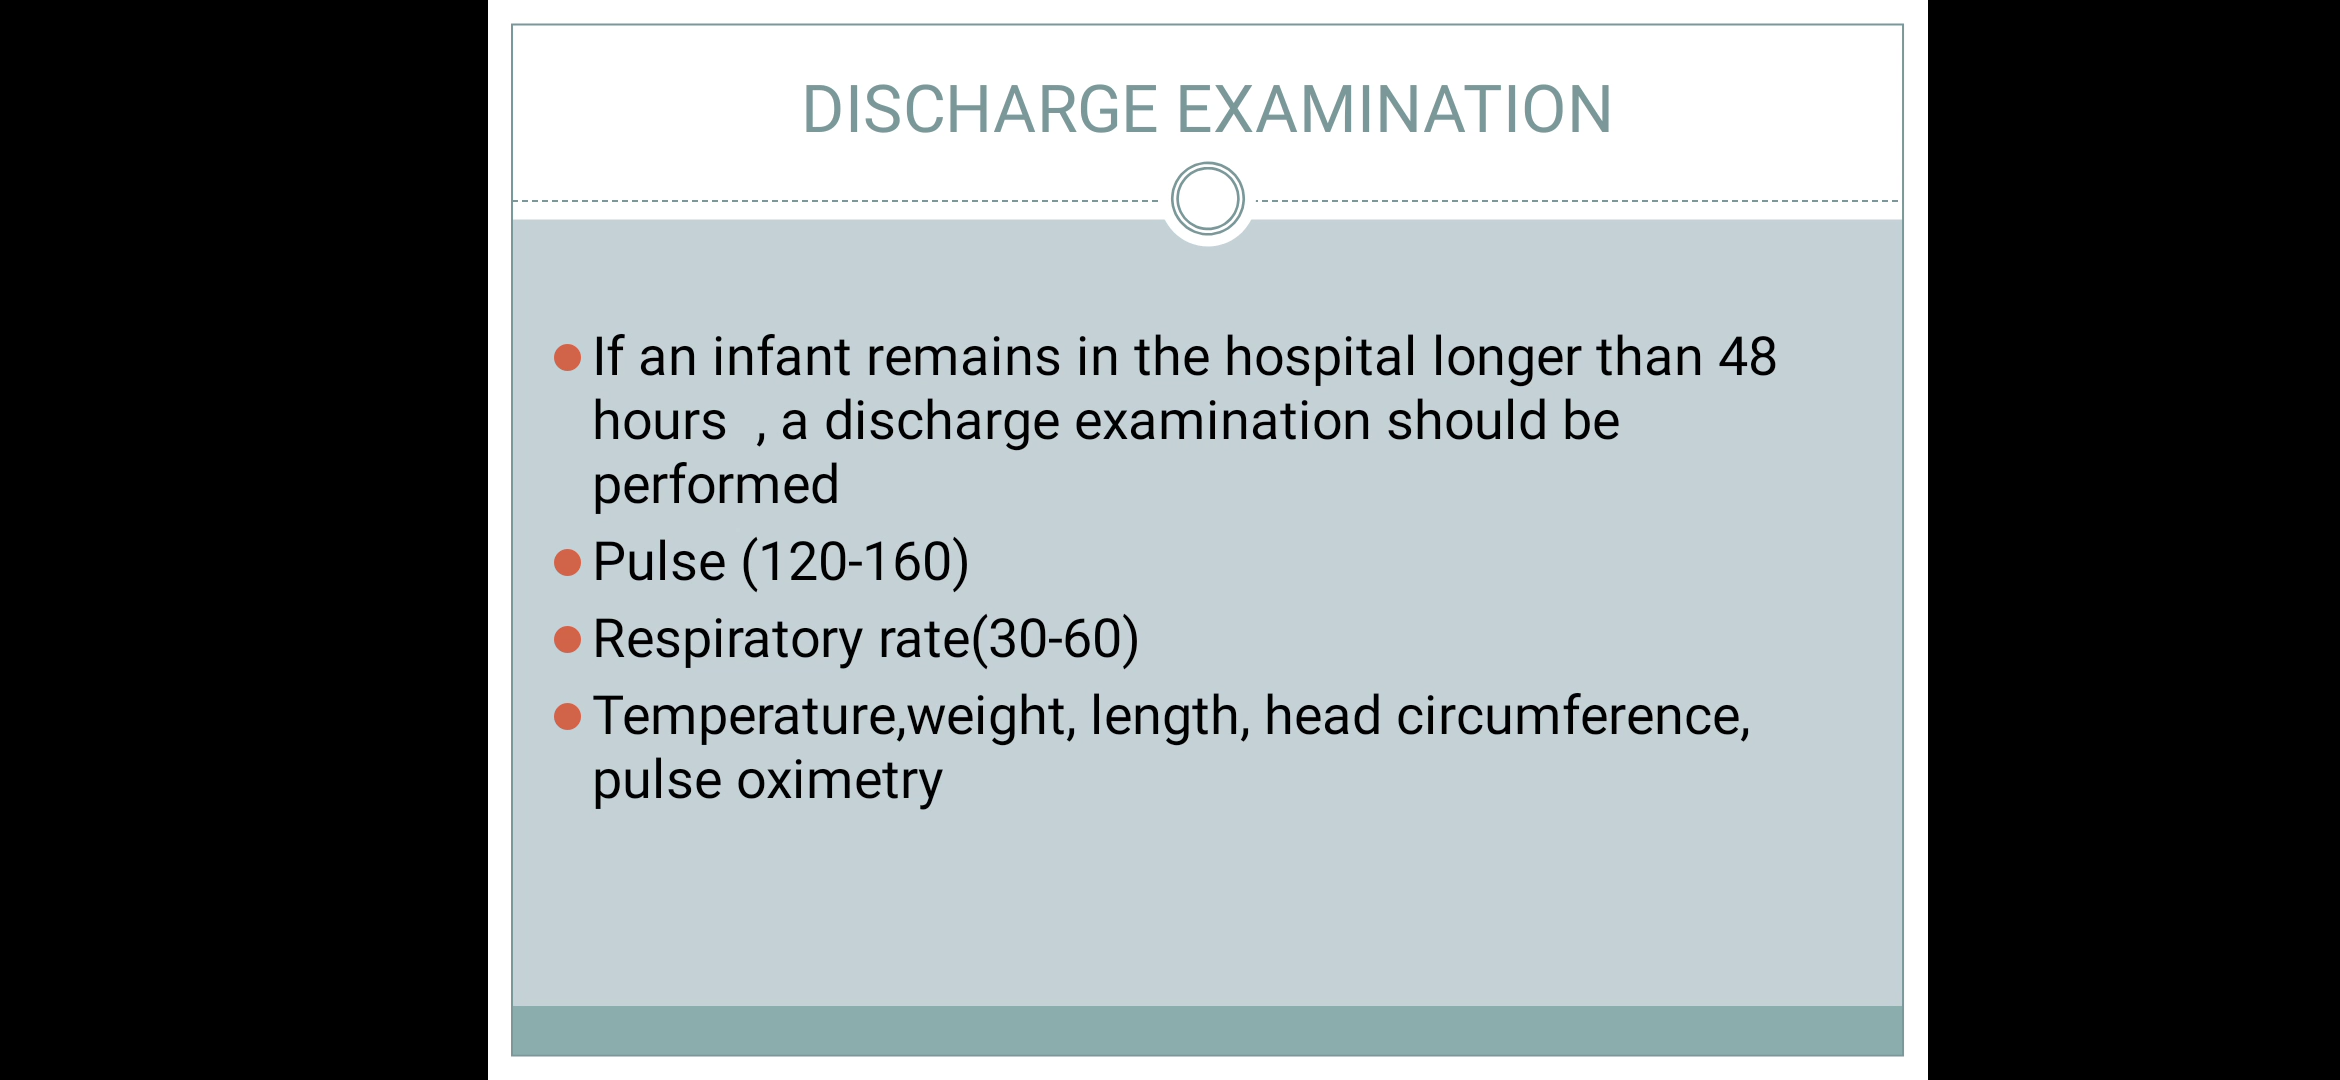 DISCHARGE EXAMINATION
If an infant remains in the hospital longer than 48
hours  , a discharge examination should be
performed
Pulse (120-160)
Respiratory rate(30-60)
Temperature,weight, length, head circumference,
pulse oximetry